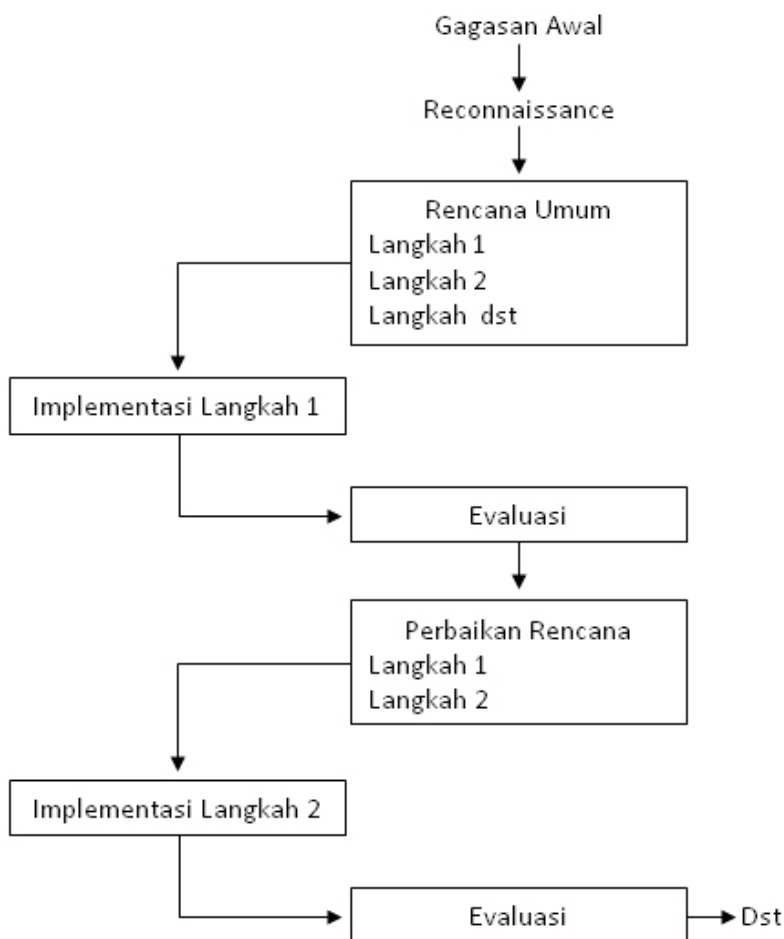 Gagasan Awal
Reconnaissance
Rencana Umum
Langkah 1
Langkah 2
Langkah dst
Implementasi Langkah 1
Evaluasi
Perbaikan Rencana
Langkah 1
Langkah 2
Implementasi Langkah 2
Evaluasi
Dst